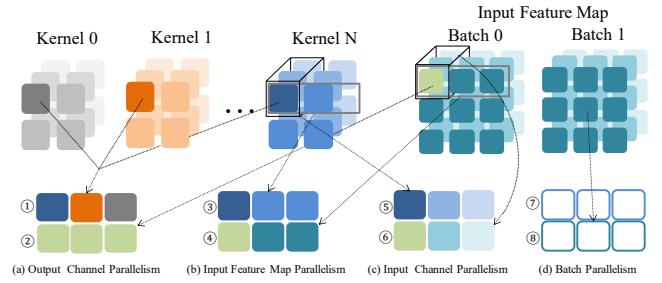 Input Feature Map
Kernel 0
Kernel 1
Kernel N
Batch 0
Batch 1
...
① ③ ⑤ ⑦
② ④ ⑥ ⑧
(a) Output Channel Parallelism
(b) Input Feature Map Parallelism
(c) Input Channel Parallelism
(d) Batch Parallelism